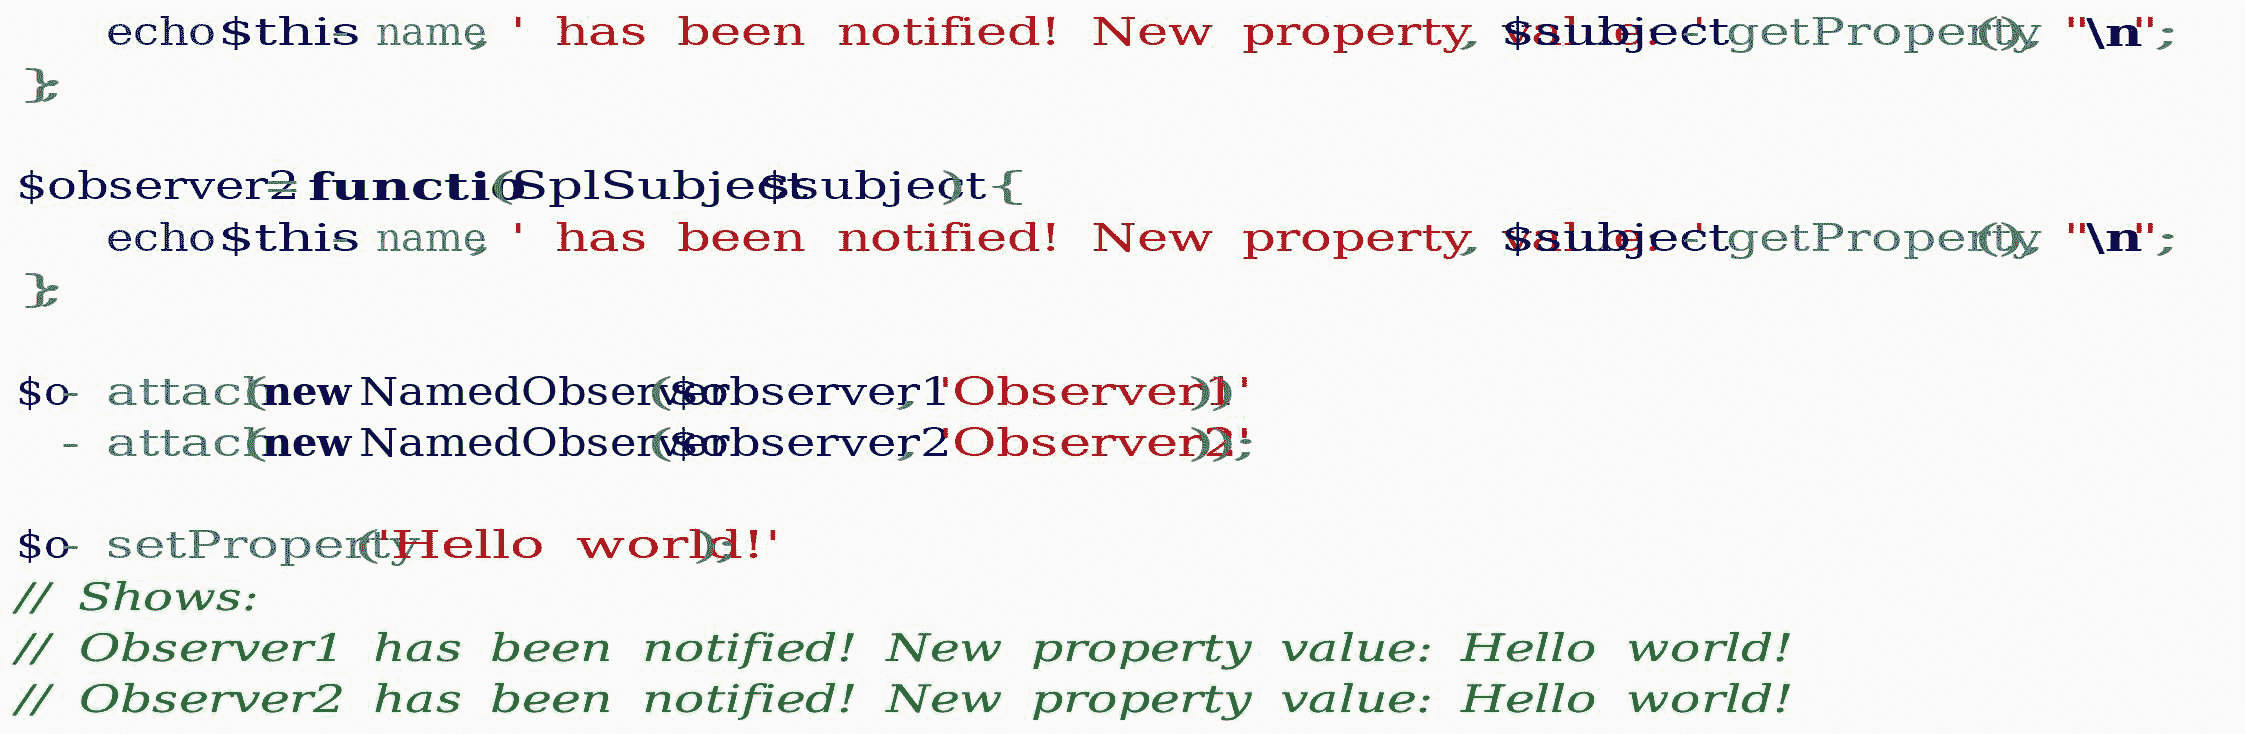 echo $this- name, ' has been notified! New property value: ', $subject- getProperty(), "\n";
};
$observer2 = function(SplSubject $subject) {
    echo $this- name, ' has been notified! New property value: ', $subject- getProperty(), "\n";
};
$o- attach(new NamedObserver($observer1, 'Observer1'))
  - attach(new NamedObserver($observer2, 'Observer2'));
$o- setProperty('Hello world!');
// Shows:
// Observer1 has been notified! New property value: Hello world!
// Observer2 has been notified! New property value: Hello world!